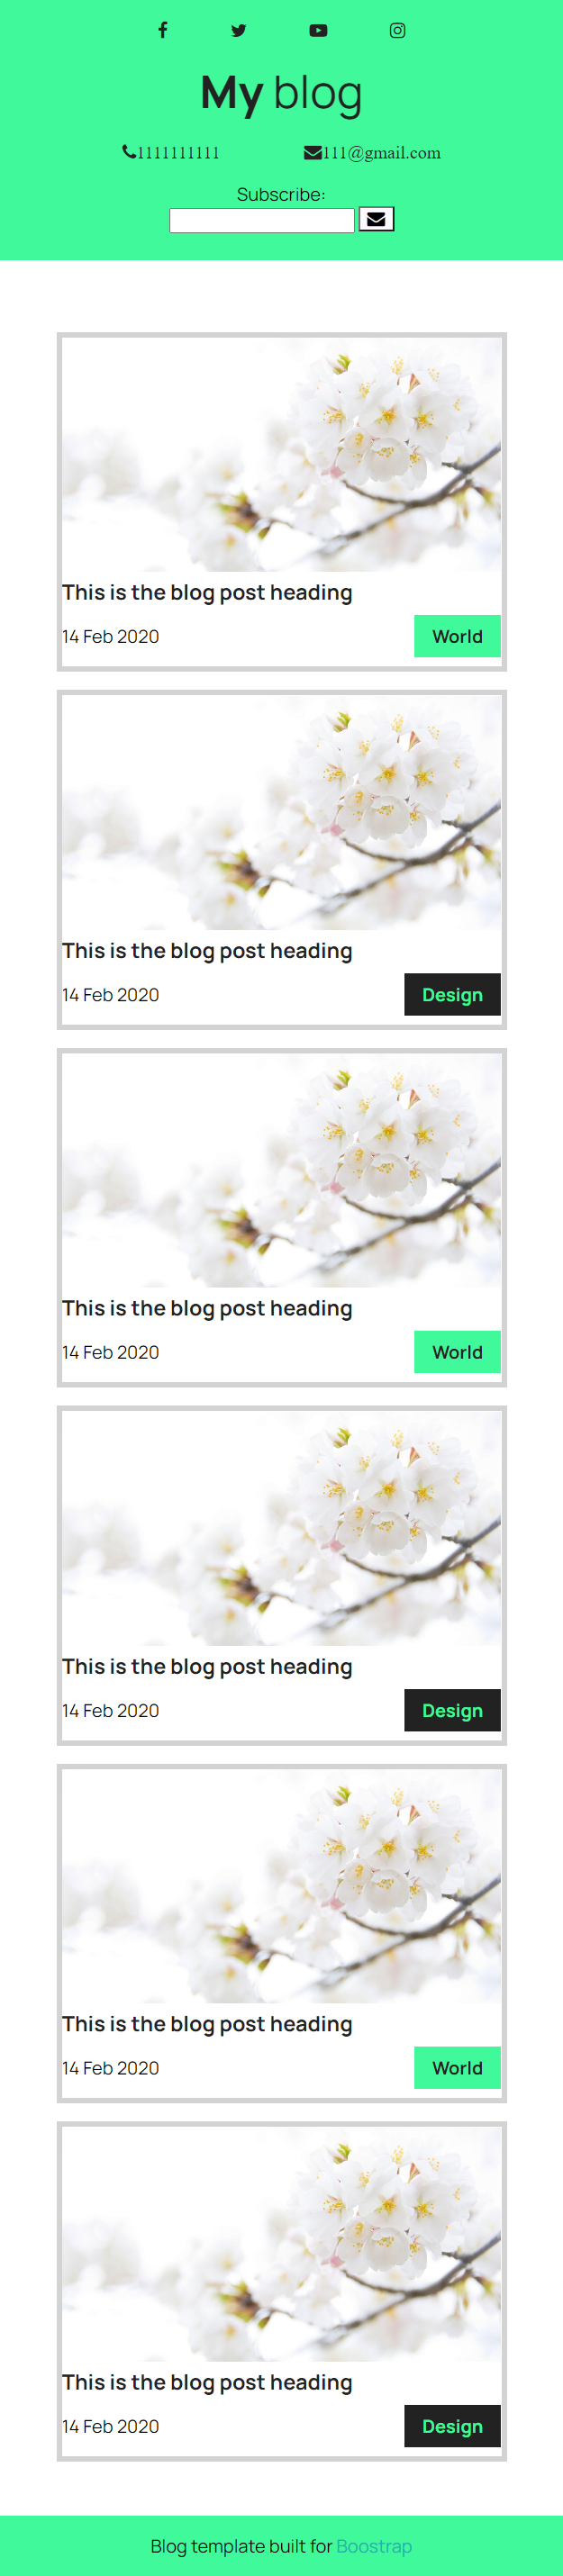 My blog
1111111111 111@gmail.com
Subscribe:
This is the blog post heading
14 Feb 2020 World
This is the blog post heading
14 Feb 2020 Design
This is the blog post heading
14 Feb 2020 World
This is the blog post heading
14 Feb 2020 Design
This is the blog post heading
14 Feb 2020 World
This is the blog post heading
14 Feb 2020 Design
Blog template built for Boostrap